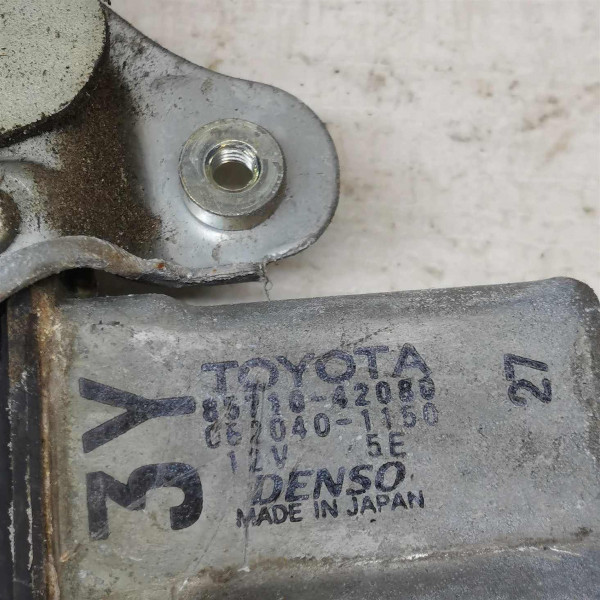 TOYOTA
85710-42080
062040-1150
12V 5E
DENSO
MADE IN JAPAN
3Y
27